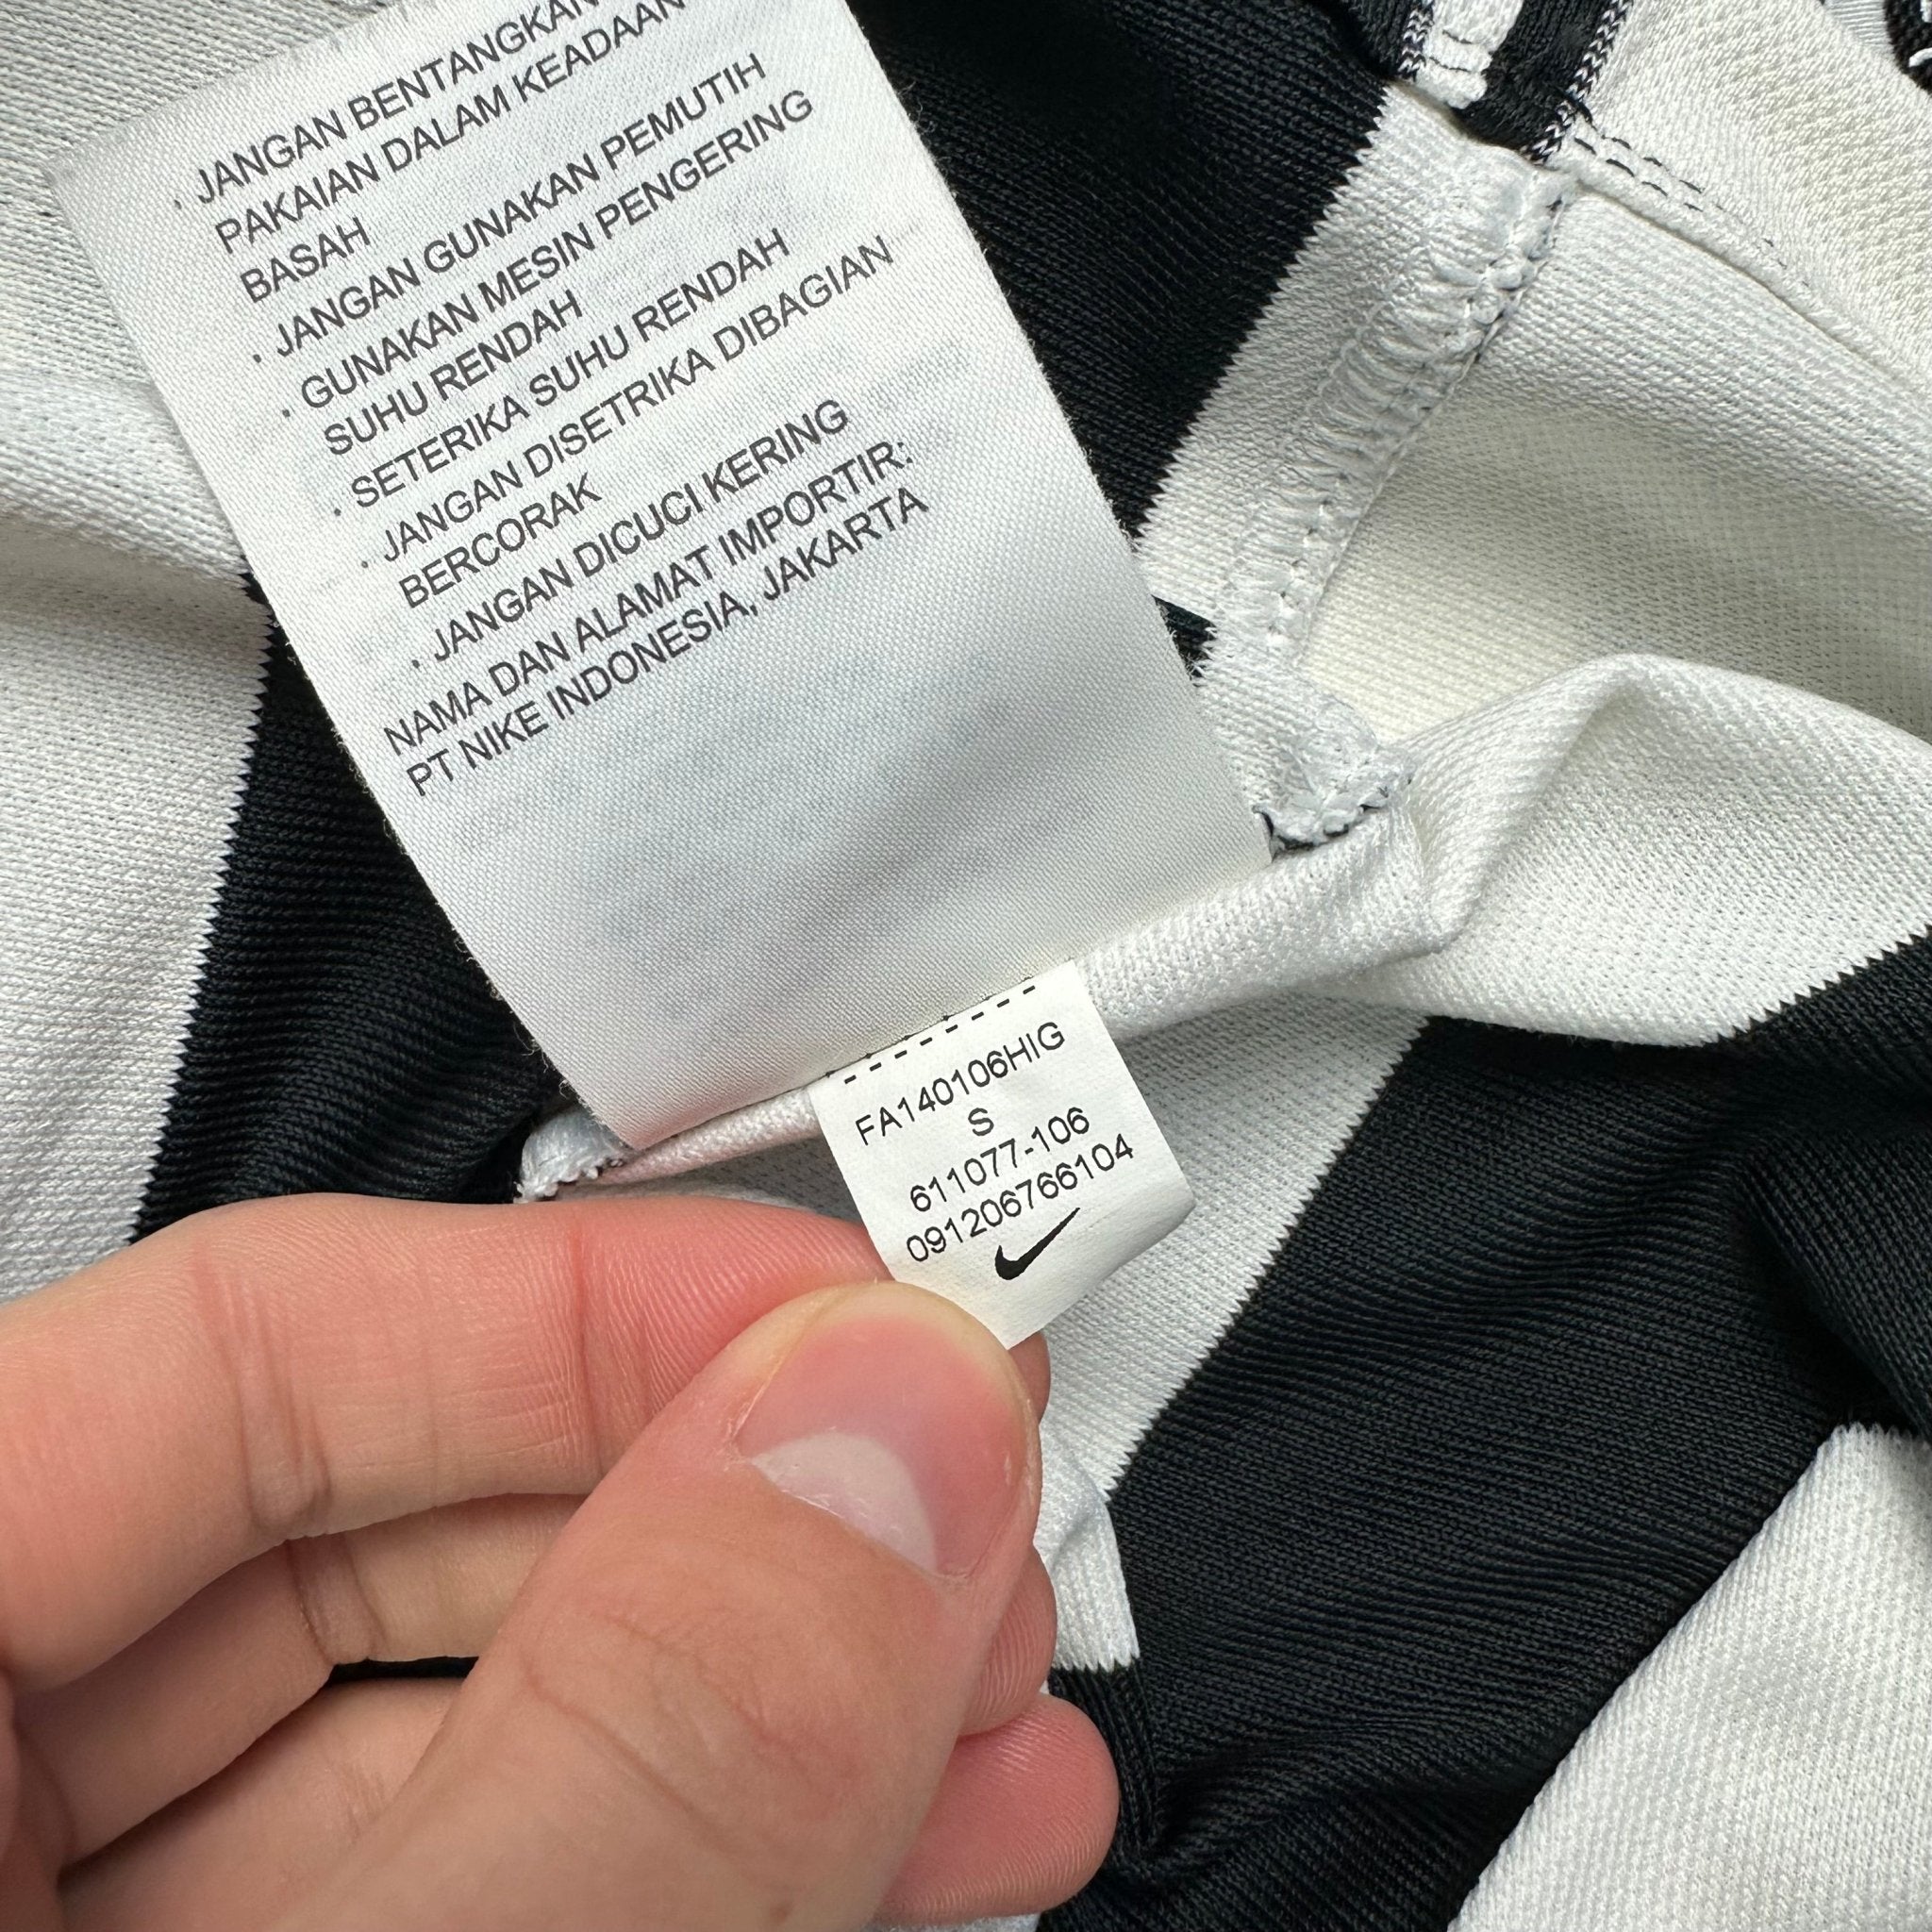 . JANGAN BENTANGKAN
PAKAIAN DALAM KEADAAN
BASAH
. JANGAN GUNAKAN PEMUTIH
. GUNAKAN MESIN PENGERING
SUHU RENDAH
. SETERIKA SUHU RENDAH
. JANGAN DISETRIKA DIBAGIAN
BERCORAK
. JANGAN DICUCI KERING
NAMA DAN ALAMAT IMPORTIR:
PT NIKE INDONESIA, JAKARTA
FA140106HIG
S
611077-106
091206766104